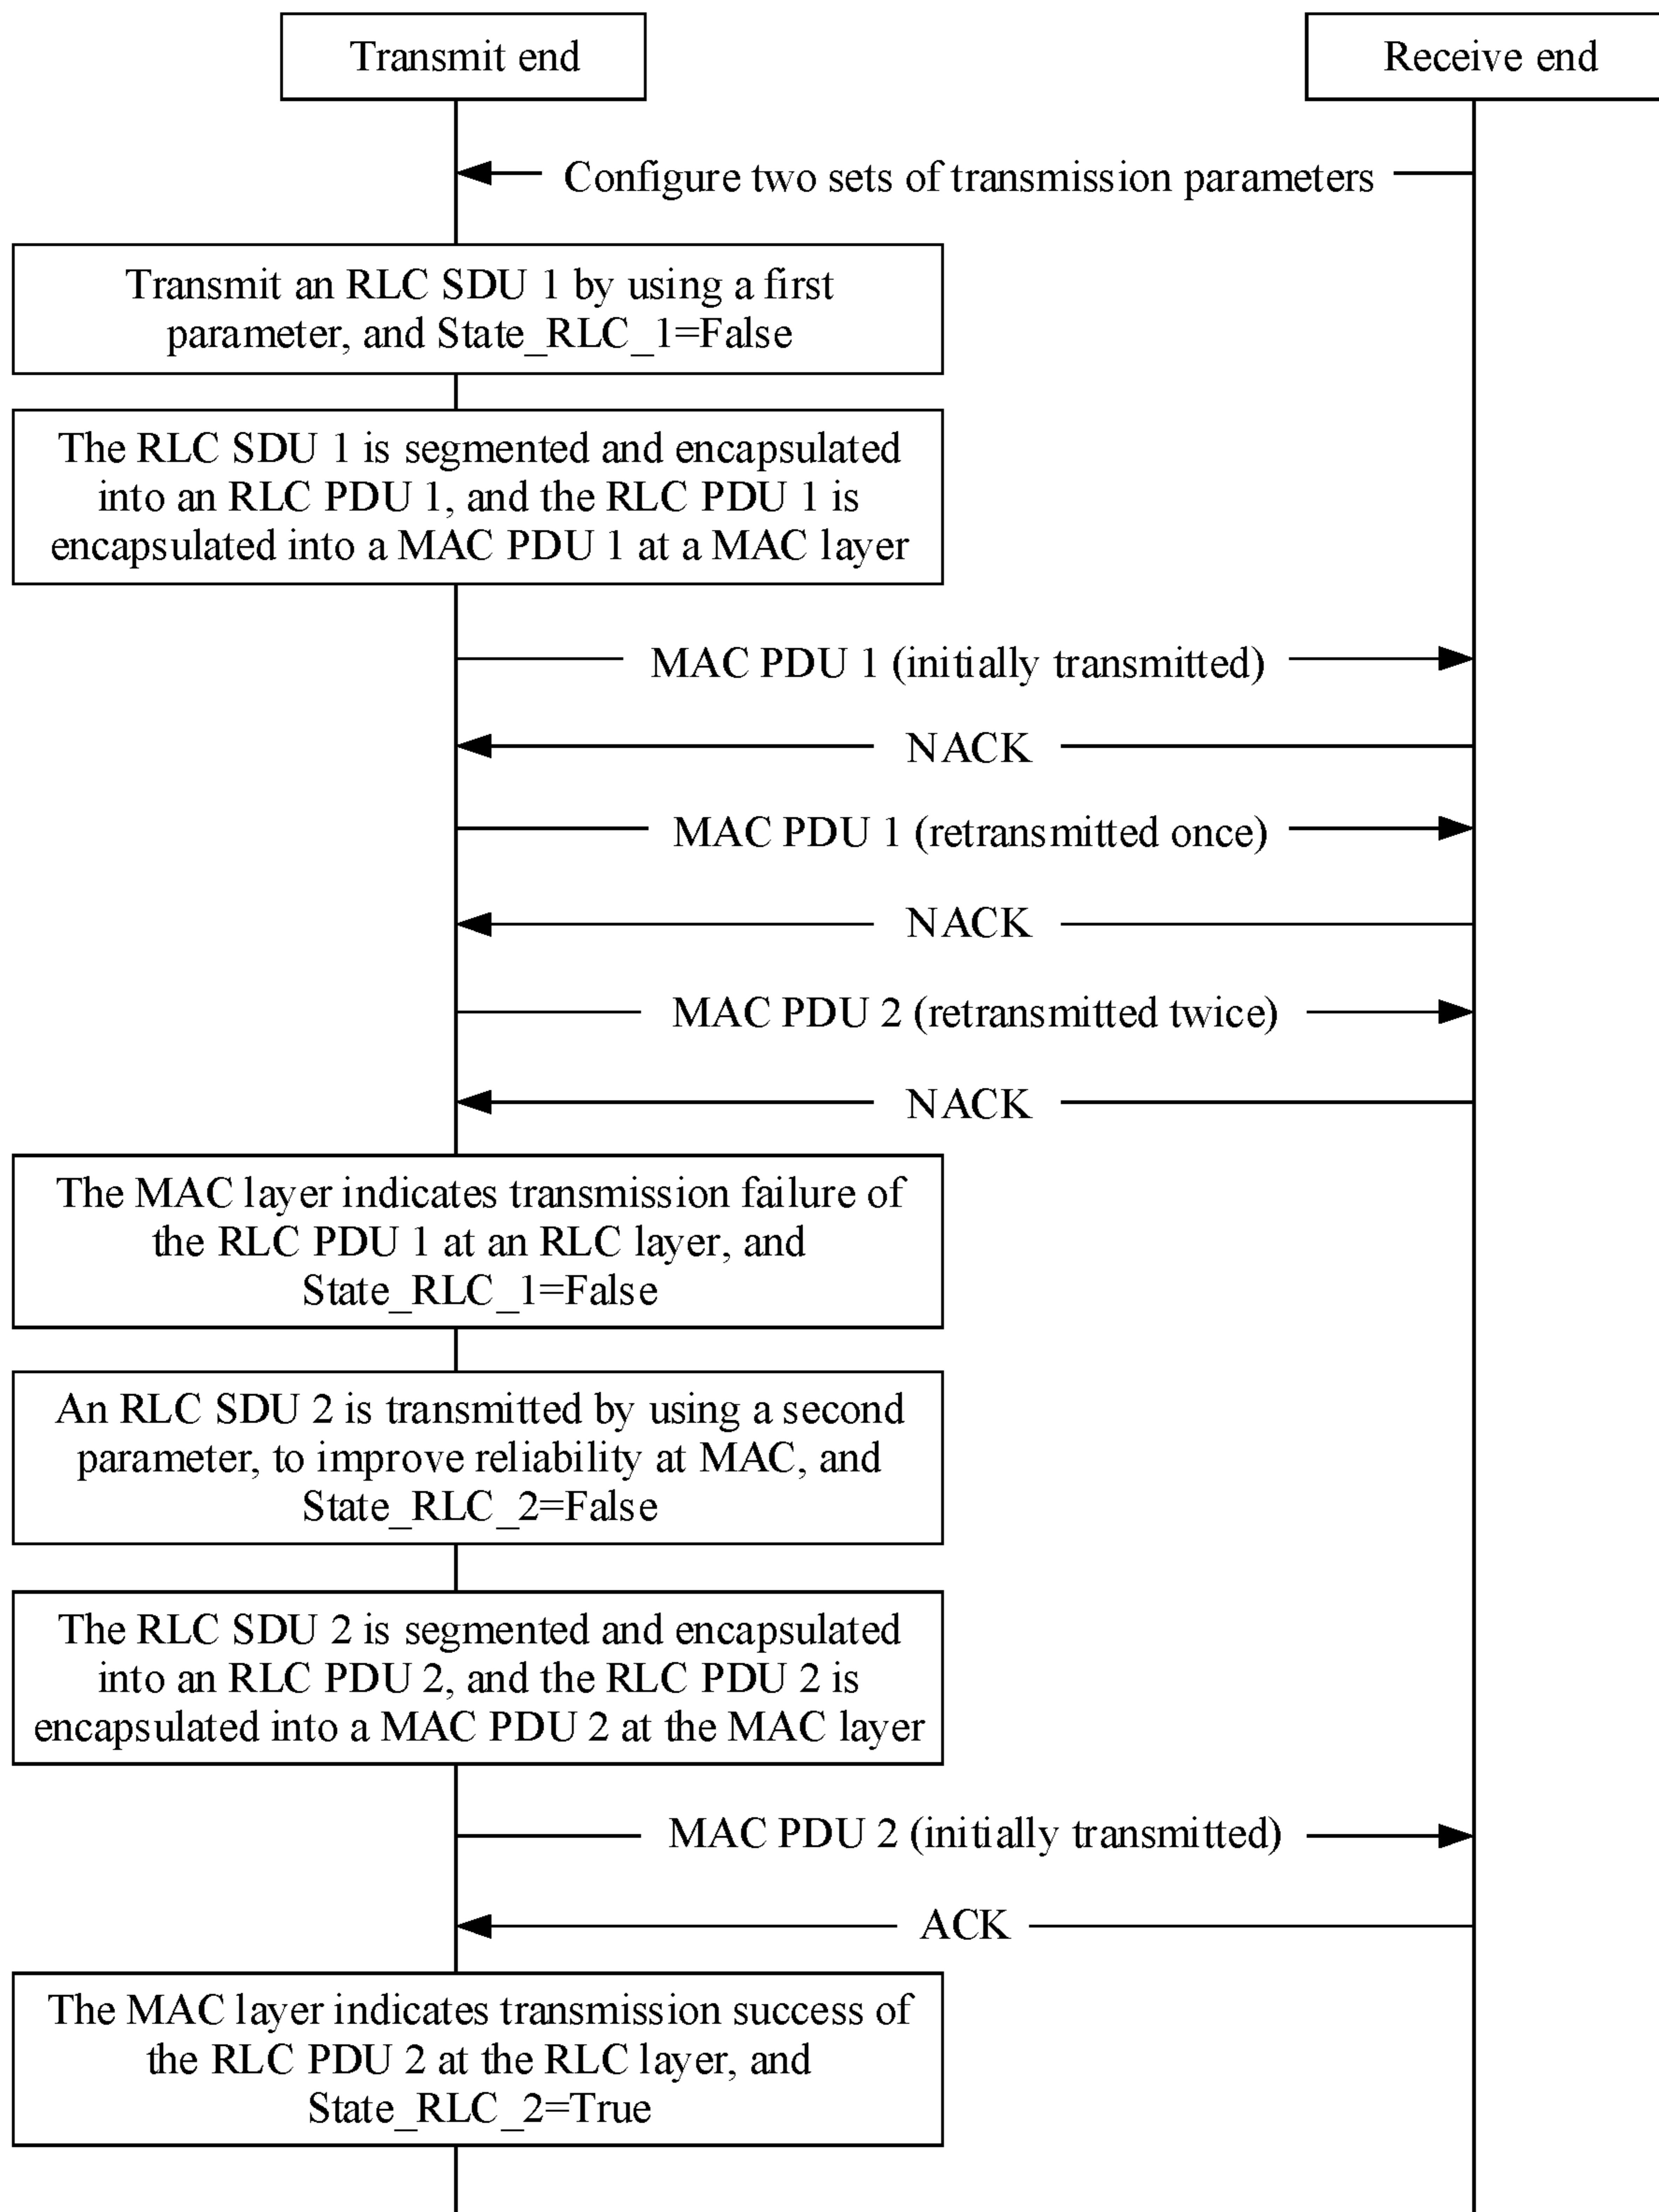 Transmit end
Receive end
Configure two sets of transmission parameters
Transmit an RLC SDU 1 by using a first
parameter, and State_RLC_1=False
The RLC SDU 1 is segmented and encapsulated
into an RLC PDU 1, and the RLC PDU 1 is
encapsulated into a MAC PDU 1 at a MAC layer
MAC PDU 1 (initially transmitted)
NACK
MAC PDU 1 (retransmitted once)
NACK
MAC PDU 2 (retransmitted twice)
NACK
The MAC layer indicates transmission failure of
the RLC PDU 1 at an RLC layer, and
State_RLC_1=False
An RLC SDU 2 is transmitted by using a second
parameter, to improve reliability at MAC, and
State_RLC_2=False
The RLC SDU 2 is segmented and encapsulated
into an RLC PDU 2, and the RLC PDU 2 is
encapsulated into a MAC PDU 2 at the MAC layer
MAC PDU 2 (initially transmitted)
ACK
The MAC layer indicates transmission success of
the RLC PDU 2 at the RLC layer, and
State_RLC_2=True